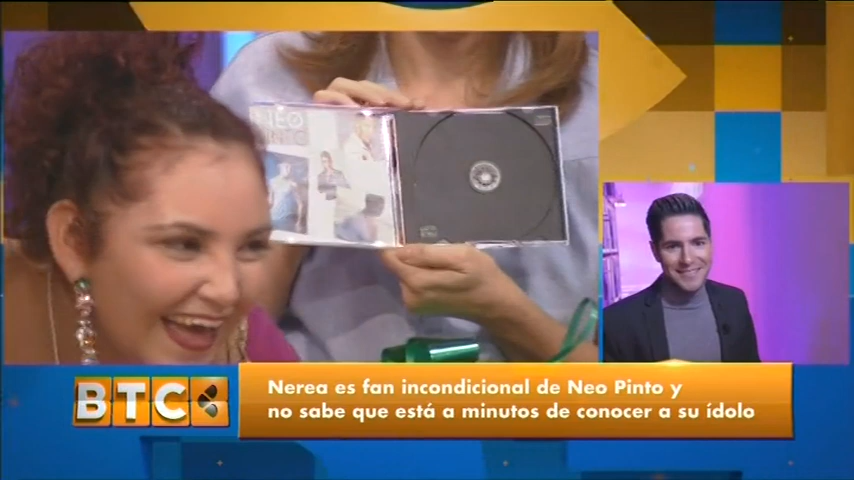 NEO
PINTO
BTC
Nerea es fan incondicional de Neo Pinto y
no sabe que está a minutos de conocer a su ídolo